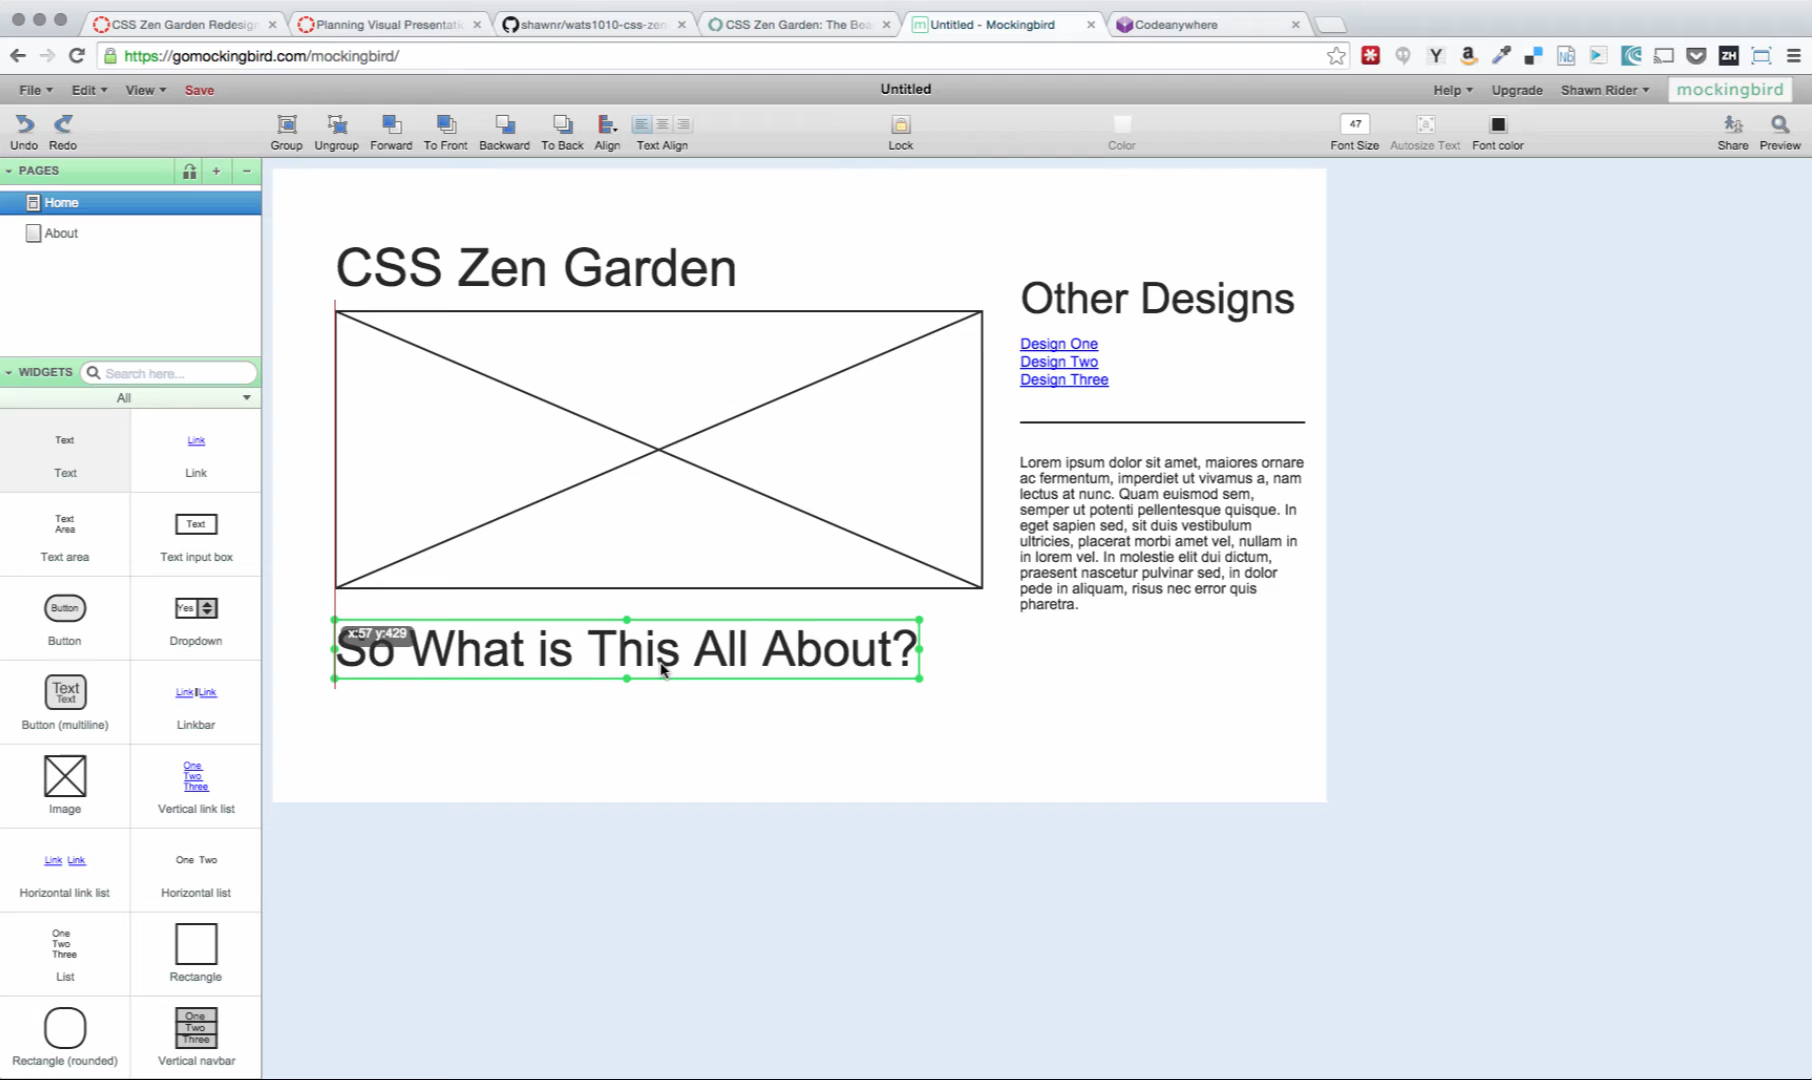 CSS Zen Garden Redesign
Planning Visual Presentatio
shawnr/wats1010-css-zen-
CSS Zen Garden: The Bea
Untitled - Mockingbird
Codeanywhere
https://gomockingbird.com/mockingbird/
File Edit View Save
Untitled
Help Upgrade Shawn Rider mockingbird
Undo Redo Group Ungroup Forward To Front Backward To Back Align Text Align Lock Color 47 Font Size Autosize Text Font color Share Preview
PAGES
Home
About
WIDGETS Search here...
All
Text Link
Text Link
Text Area Text
Text area Text input box
Button Yes
Button Dropdown
Text Text Link Link
Button (multiline) Linkbar
One
Two
Three
Image Vertical link list
Link Link One Two
Horizontal link list Horizontal list
One
Two
Three
List Rectangle
One
Two
Three
Rectangle (rounded) Vertical navbar
CSS Zen Garden
So What is This All About?
x:57 y:429
Other Designs
Design One
Design Two
Design Three
Lorem ipsum dolor sit amet, maiores ornare
ac fermentum, imperdiet ut vivamus a, nam
lectus at nunc. Quam euismod sem,
semper ut potenti pellentesque quisque. In
eget sapien sed, sit duis vestibulum
ultricies, placerat morbi amet vel, nullam in
in lorem vel. In molestie elit dui dictum,
praesent nascetur pulvinar sed, in dolor
pede in aliquam, risus nec error quis
pharetra.